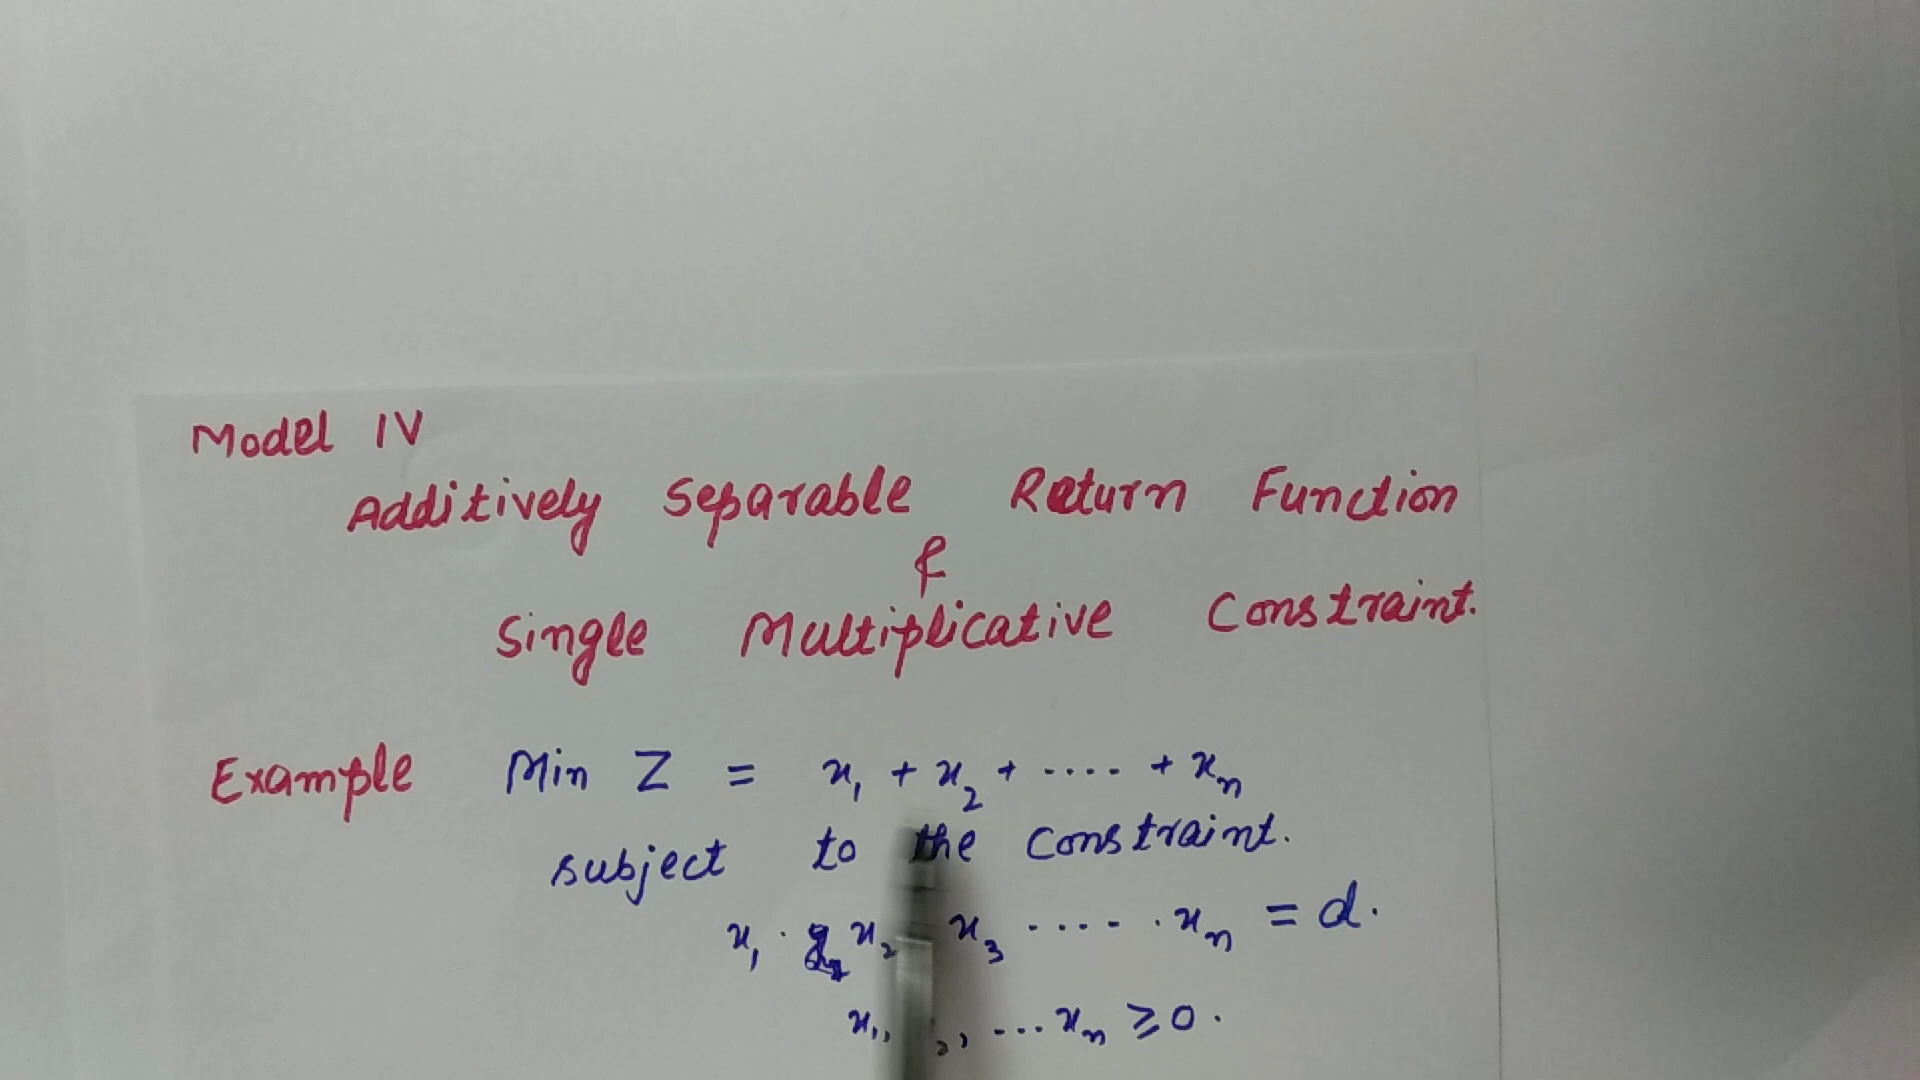 Model IV
Additively Separable Return Function
&
Single Multiplicative Constraint.
Example Min Z = x₁ + x₂ + .... + xₙ
subject to the Constraint.
x₁ . x₂ x₃ ..... xₙ = d.
x₁, ₂, ... xₙ ≥ 0.